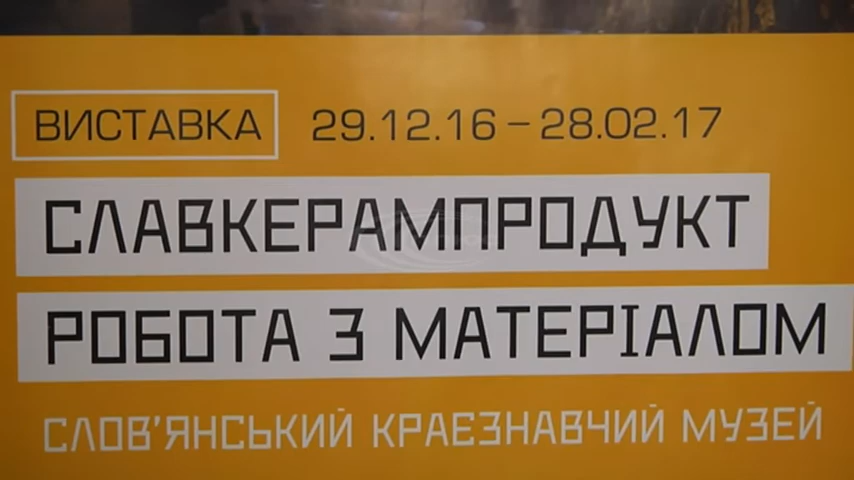 ВИСТАВКА 29.12.16 – 28.02.17
СЛАВКЕРАМПРОДУКТ
РОБОТА З МАТЕРІАЛОМ
СЛОВ'ЯНСЬКИЙ КРАЄЗНАВЧИЙ МУЗЕЙ